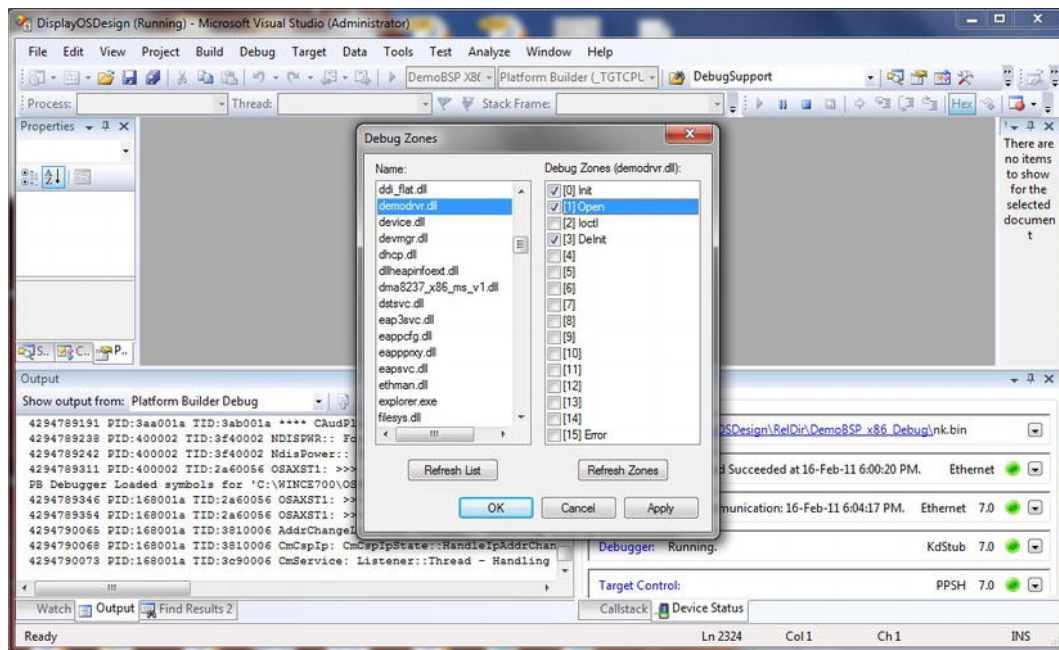 DisplayOSDesign (Running) - Microsoft Visual Studio (Administrator)
File Edit View Project Build Debug Target Data Tools Test Analyze Window Help
DemoBSP X8 Platform Builder (_TGTCPL DebugSupport
Process: Thread: Stack Frame: Hex
Properties
There are
no items
to show
for the
selected
documen
t
S.. C.. P..
Debug Zones
Name:
ddi_flat.dll
demodrvr.dll
device.dll
devmgr.dll
dhcp.dll
dllheapinfoext.dll
dma8237_x86_ms_v1.dll
dstsvc.dll
eap3svc.dll
eappcfg.dll
eappprxy.dll
eapsvc.dll
ethman.dll
explorer.exe
filesys.dll
Refresh List
Debug Zones (demodrvr.dll):
[0] Init
[1] Open
[2] Ioctl
[3] DeInit
[4]
[5]
[6]
[7]
[8]
[9]
[10]
[11]
[12]
[13]
[14]
[15] Error
Refresh Zones
OK Cancel Apply
Output
Show output from: Platform Builder Debug
4294789191 PID:3aa001a TID:3ab001a **** CAudPl
4294789238 PID:400002 TID:3f40002 NDISPWR:: Fo
4294789242 PID:400002 TID:3f40002 NdisPower::
4294789311 PID:400002 TID:2a60056 OSAXST1: >>>
PB Debugger Loaded symbols for 'C:\WINCE700\OS
4294789346 PID:168001a TID:2a60056 OSAXST1: >>
4294789354 PID:168001a TID:2a60056 OSAXST1: >>
4294790065 PID:168001a TID:3810006 AddrChangeL
4294790068 PID:168001a TID:3810006 CmCspIp: CmCspIpState::HandleIpAddrChan
4294790073 PID:168001a TID:3c90006 CmService: Listener::Thread - Handling
Watch Output Find Results 2
OSDesign\RelDir\DemoBSP_x86_Debug\nk.bin
d Succeeded at 16-Feb-11 6:00:20 PM. Ethernet
munication: 16-Feb-11 6:04:17 PM. Ethernet 7.0
Debugger: Running. KdStub 7.0
Target Control: PPSH 7.0
Callstack Device Status
Ready Ln 2324 Col 1 Ch 1 INS